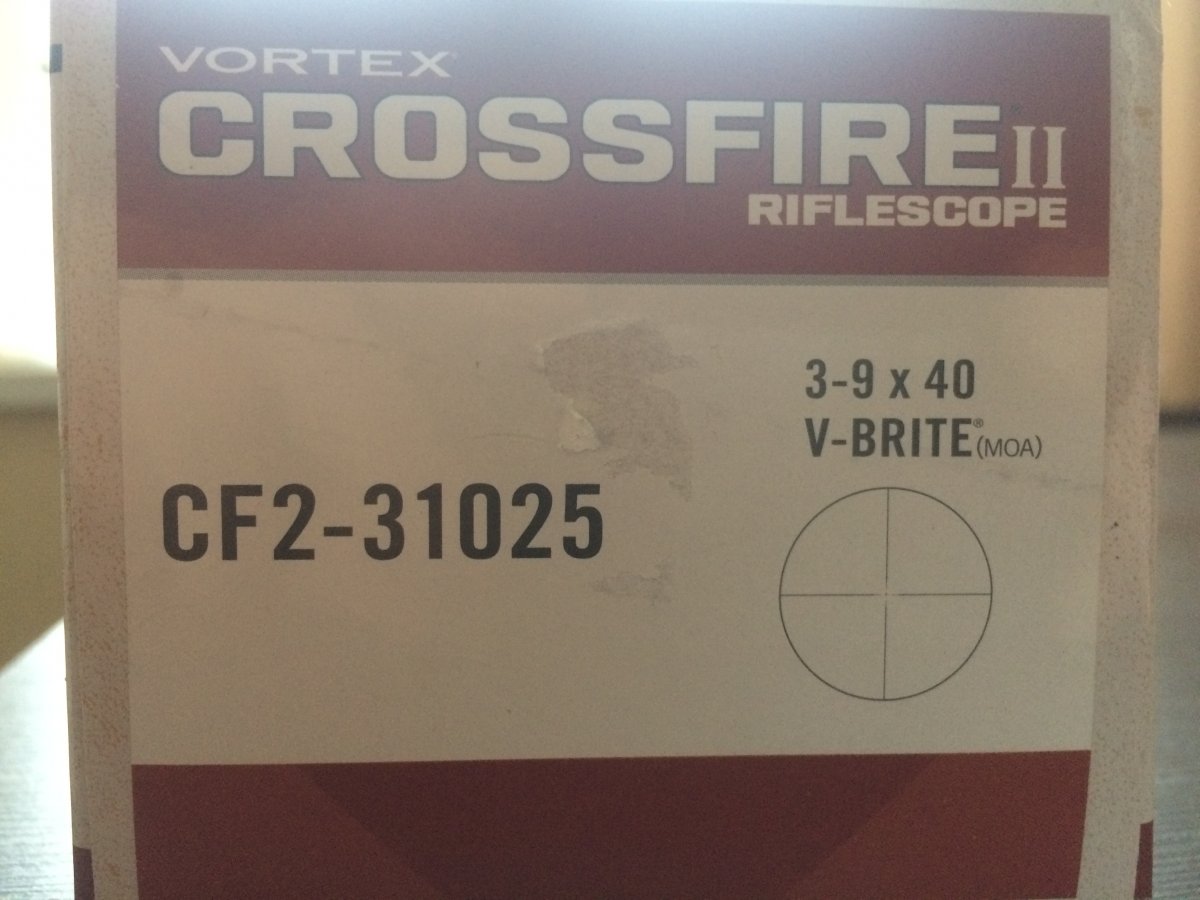 VORTEX
CROSSFIRE II
RIFLESCOPE
3-9 x 40
V-BRITE® (MOA)
CF2-31025